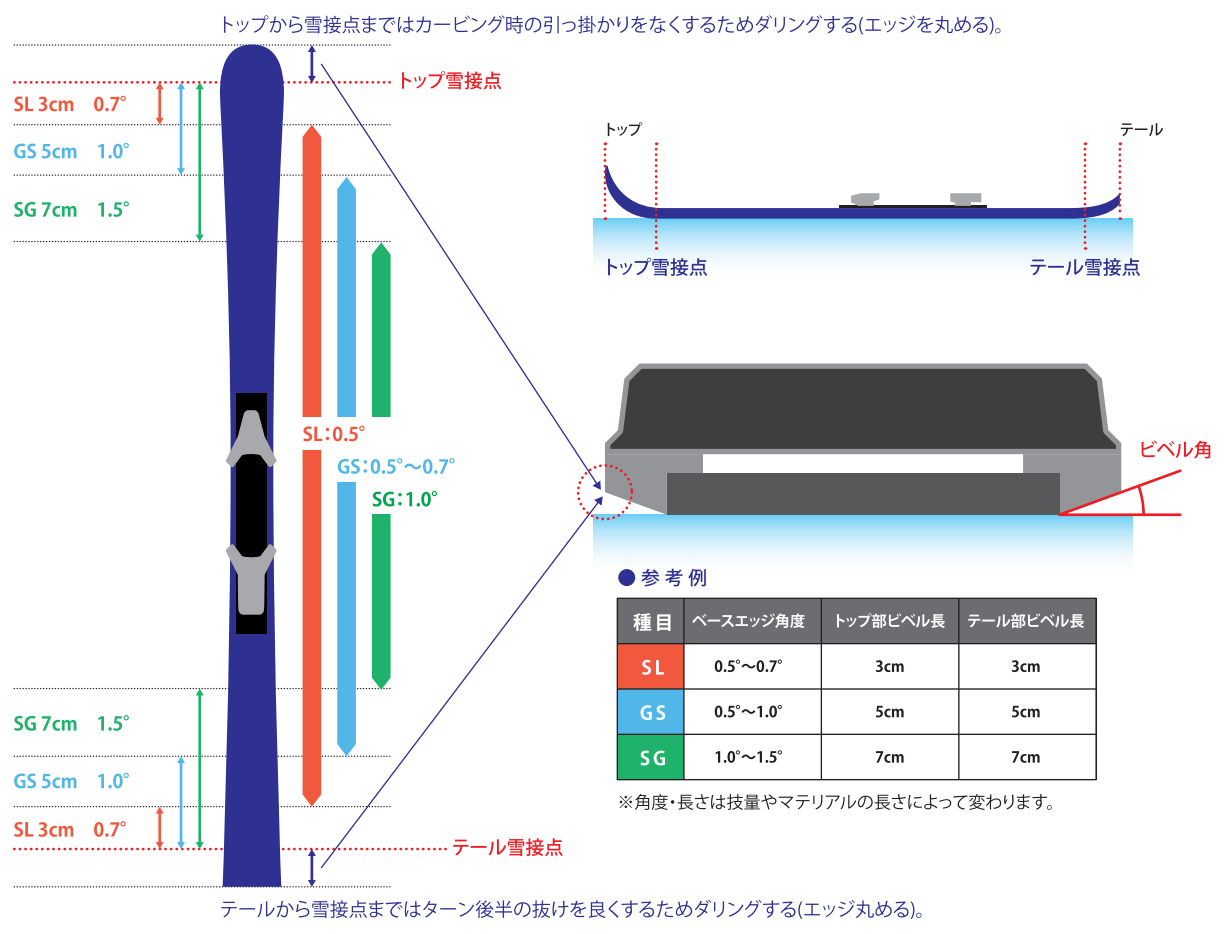 トップから雪接点まではカービング時の引っ掛かりをなくするためダリングする(エッジを丸める)。
トップ雪接点
SL 3cm 0.7°
GS 5cm 1.0°
SG 7cm 1.5°
トップ
テール
トップ雪接点
テール雪接点
SL：0.5°
GS：0.5°～0.7°
SG：1.0°
ビベル角
●参考例
種目 ベースエッジ角度 トップ部ビベル長 テール部ビベル長
SL 0.5°～0.7° 3cm 3cm
GS 0.5°～1.0° 5cm 5cm
SG 1.0°～1.5° 7cm 7cm
※角度・長さは技量やマテリアルの長さによって変わります。
SG 7cm 1.5°
GS 5cm 1.0°
SL 3cm 0.7°
テール雪接点
テールから雪接点まではターン後半の抜けを良くするためダリングする(エッジ丸める)。